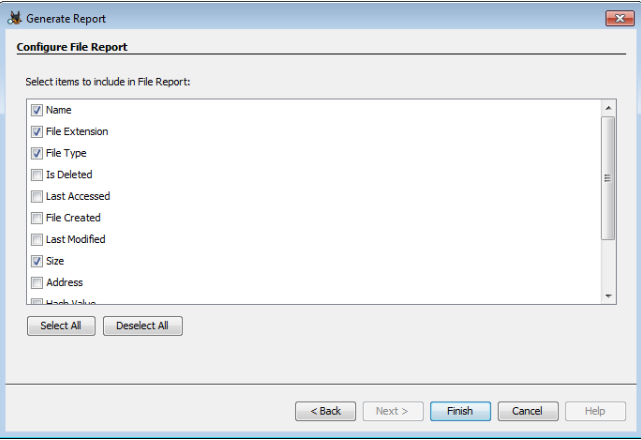 Generate Report
Configure File Report
Select items to include in File Report:
Name
File Extension
File Type
Is Deleted
Last Accessed
File Created
Last Modified
Size
Address
Hash Value
Select All Deselect All
< Back Next > Finish Cancel Help